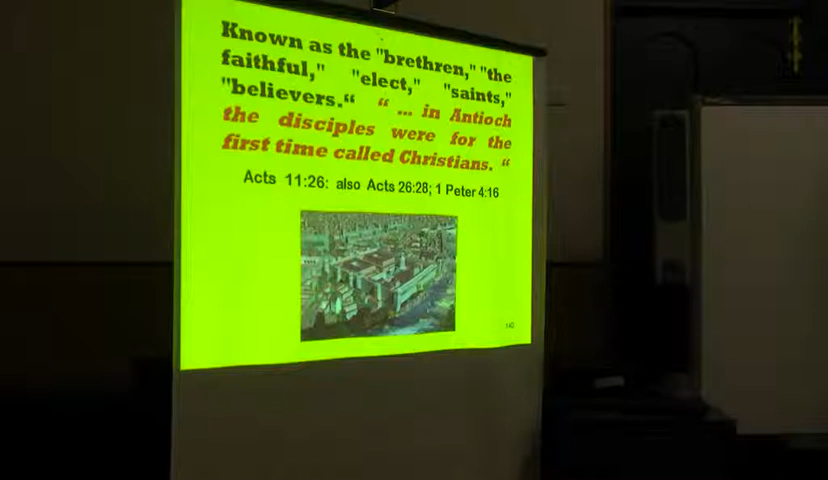 Known as the "brethren," "the
faithful," "elect," "saints,"
"believers.“ “ ... in Antioch
the disciples were for the
first time called Christians. “
Acts 11:26: also Acts 26:28; 1 Peter 4:16